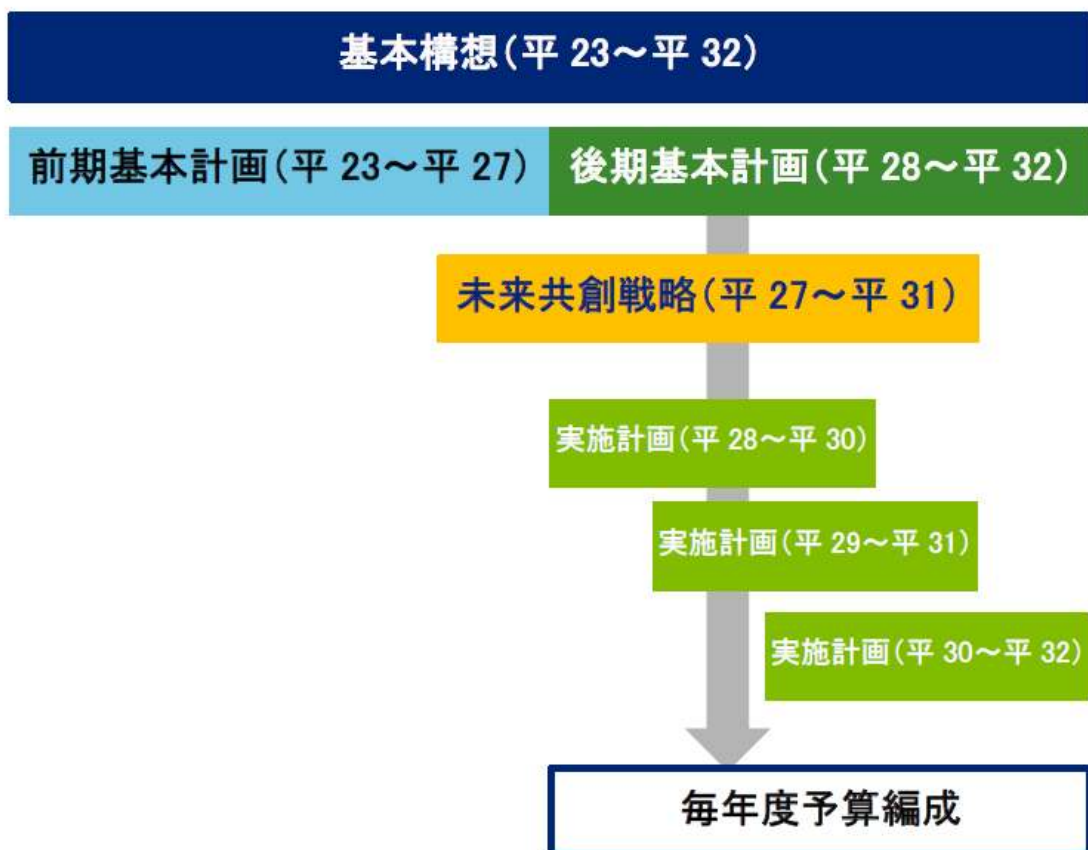 基本構想(平 23～平 32)
前期基本計画(平 23～平 27)
後期基本計画(平 28～平 32)
未来共創戦略(平 27～平 31)
実施計画(平 28～平 30)
実施計画(平 29～平 31)
実施計画(平 30～平 32)
毎年度予算編成